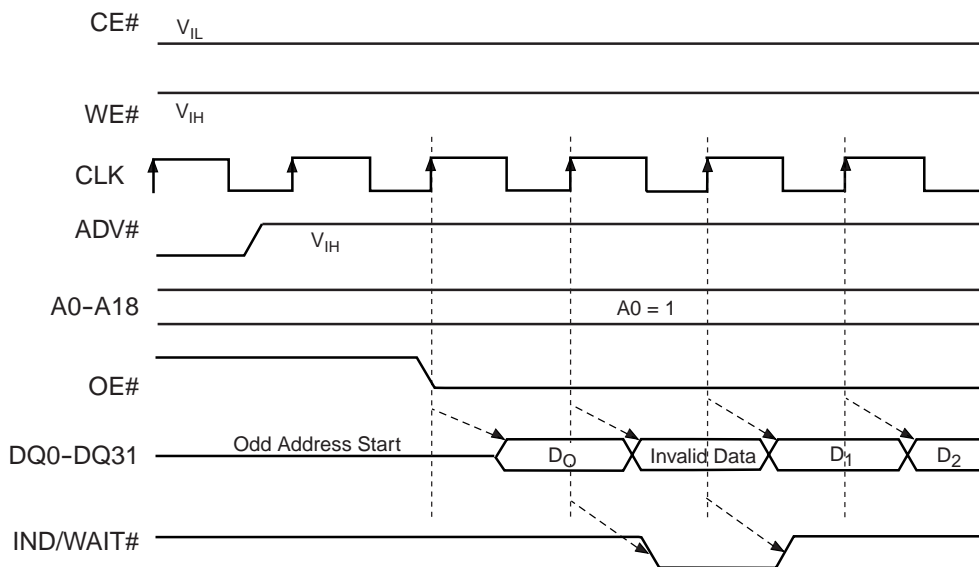 CE#
VIL
WE#
VIH
CLK
ADV#
VIH
A0-A18
A0 = 1
OE#
DQ0-DQ31
Odd Address Start
DO
Invalid Data
D1
D2
IND/WAIT#